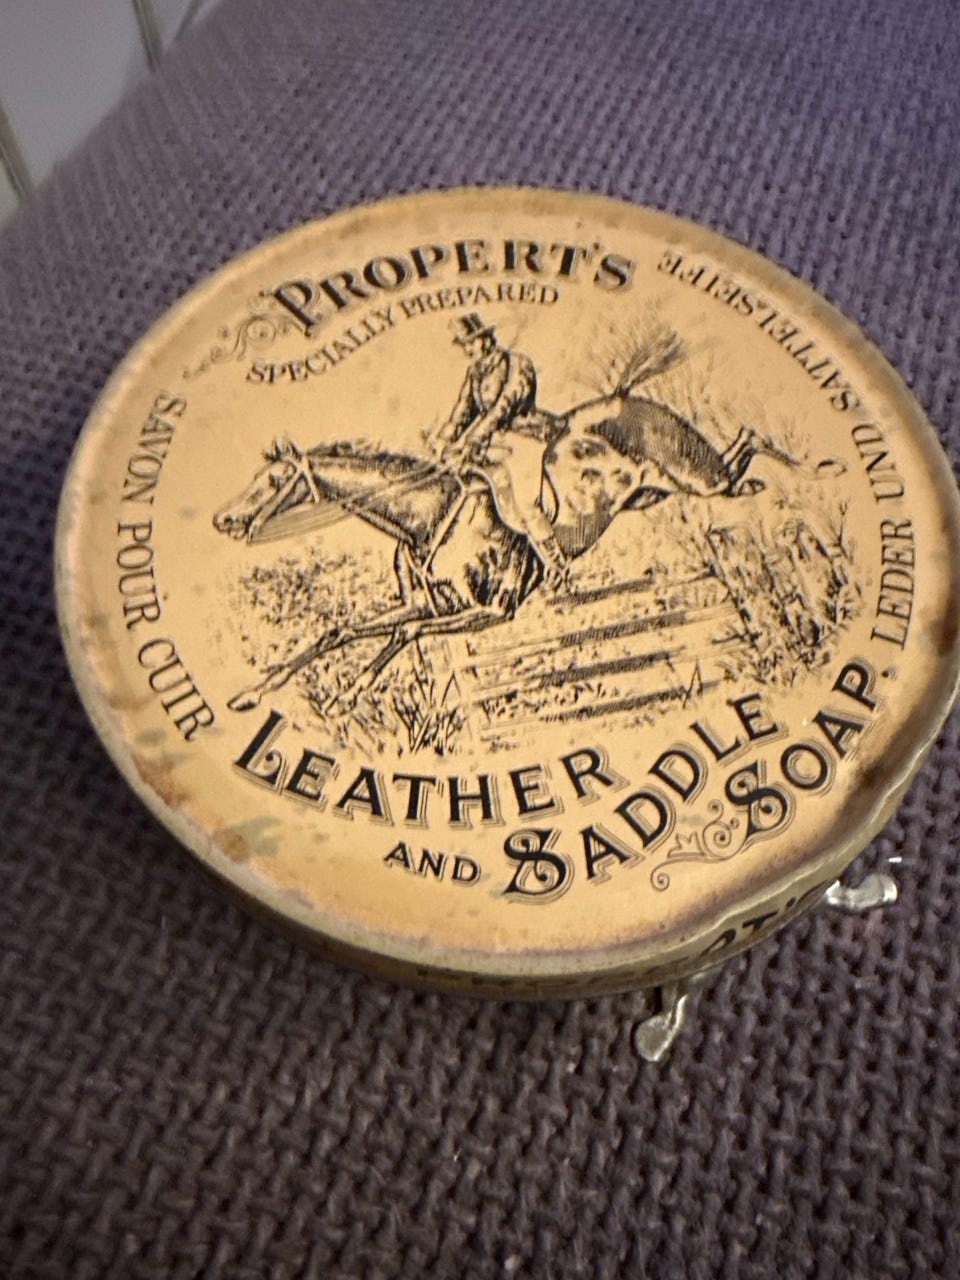 PROPERT'S
SPECIALLY PREPARED
SAVON POUR CUIR
LEATHER
AND SADDLE
SOAP.
LEDER UND SATTELSEIFE